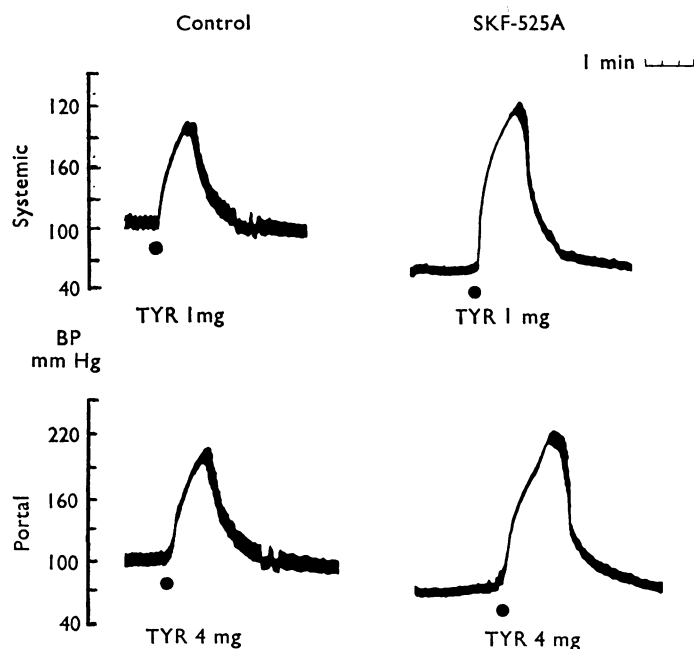 Control
SKF-525A
1 min
Systemic
120
160
100
40
TYR 1mg
TYR 1 mg
BP
mm Hg
Portal
220
160
100
40
TYR 4 mg
TYR 4 mg